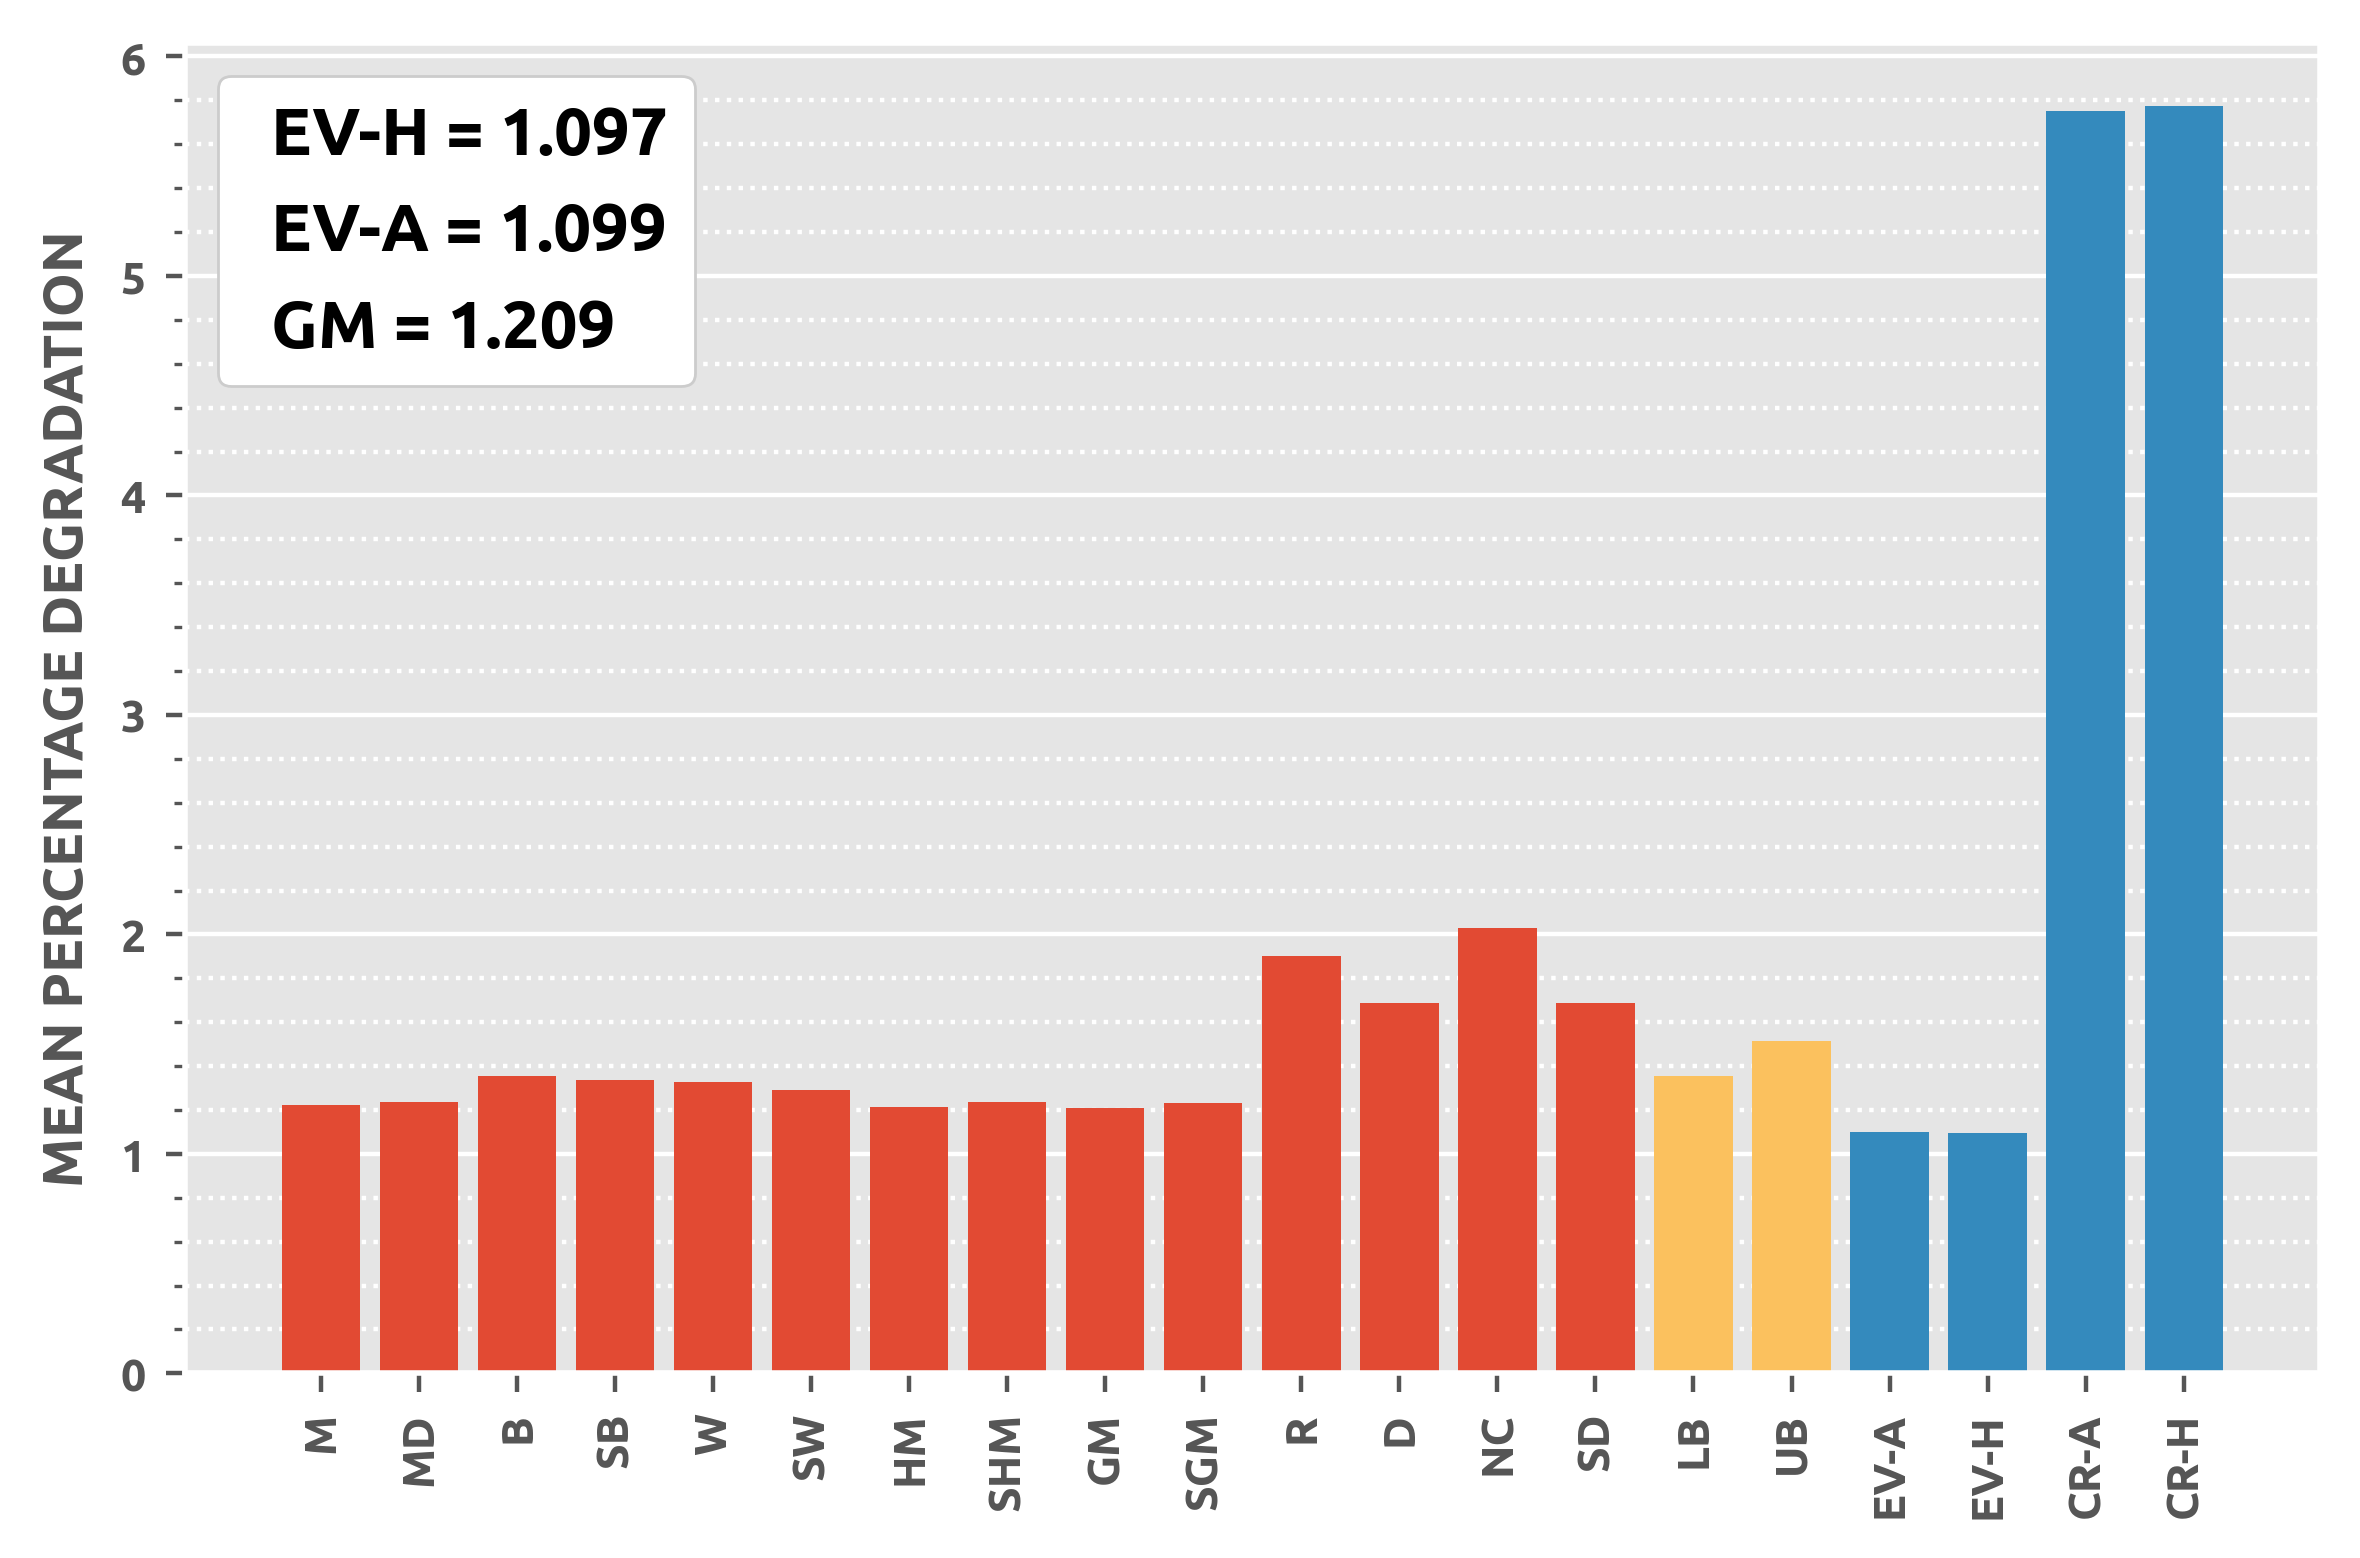 MEAN PERCENTAGE DEGRADATION
6
5
4
3
2
1
0
EV-H = 1.097
EV-A = 1.099
GM = 1.209
M
MD
B
SB
W
SW
HM
SHM
GM
SGM
R
D
NC
SD
LB
UB
EV-A
EV-H
CR-A
CR-H